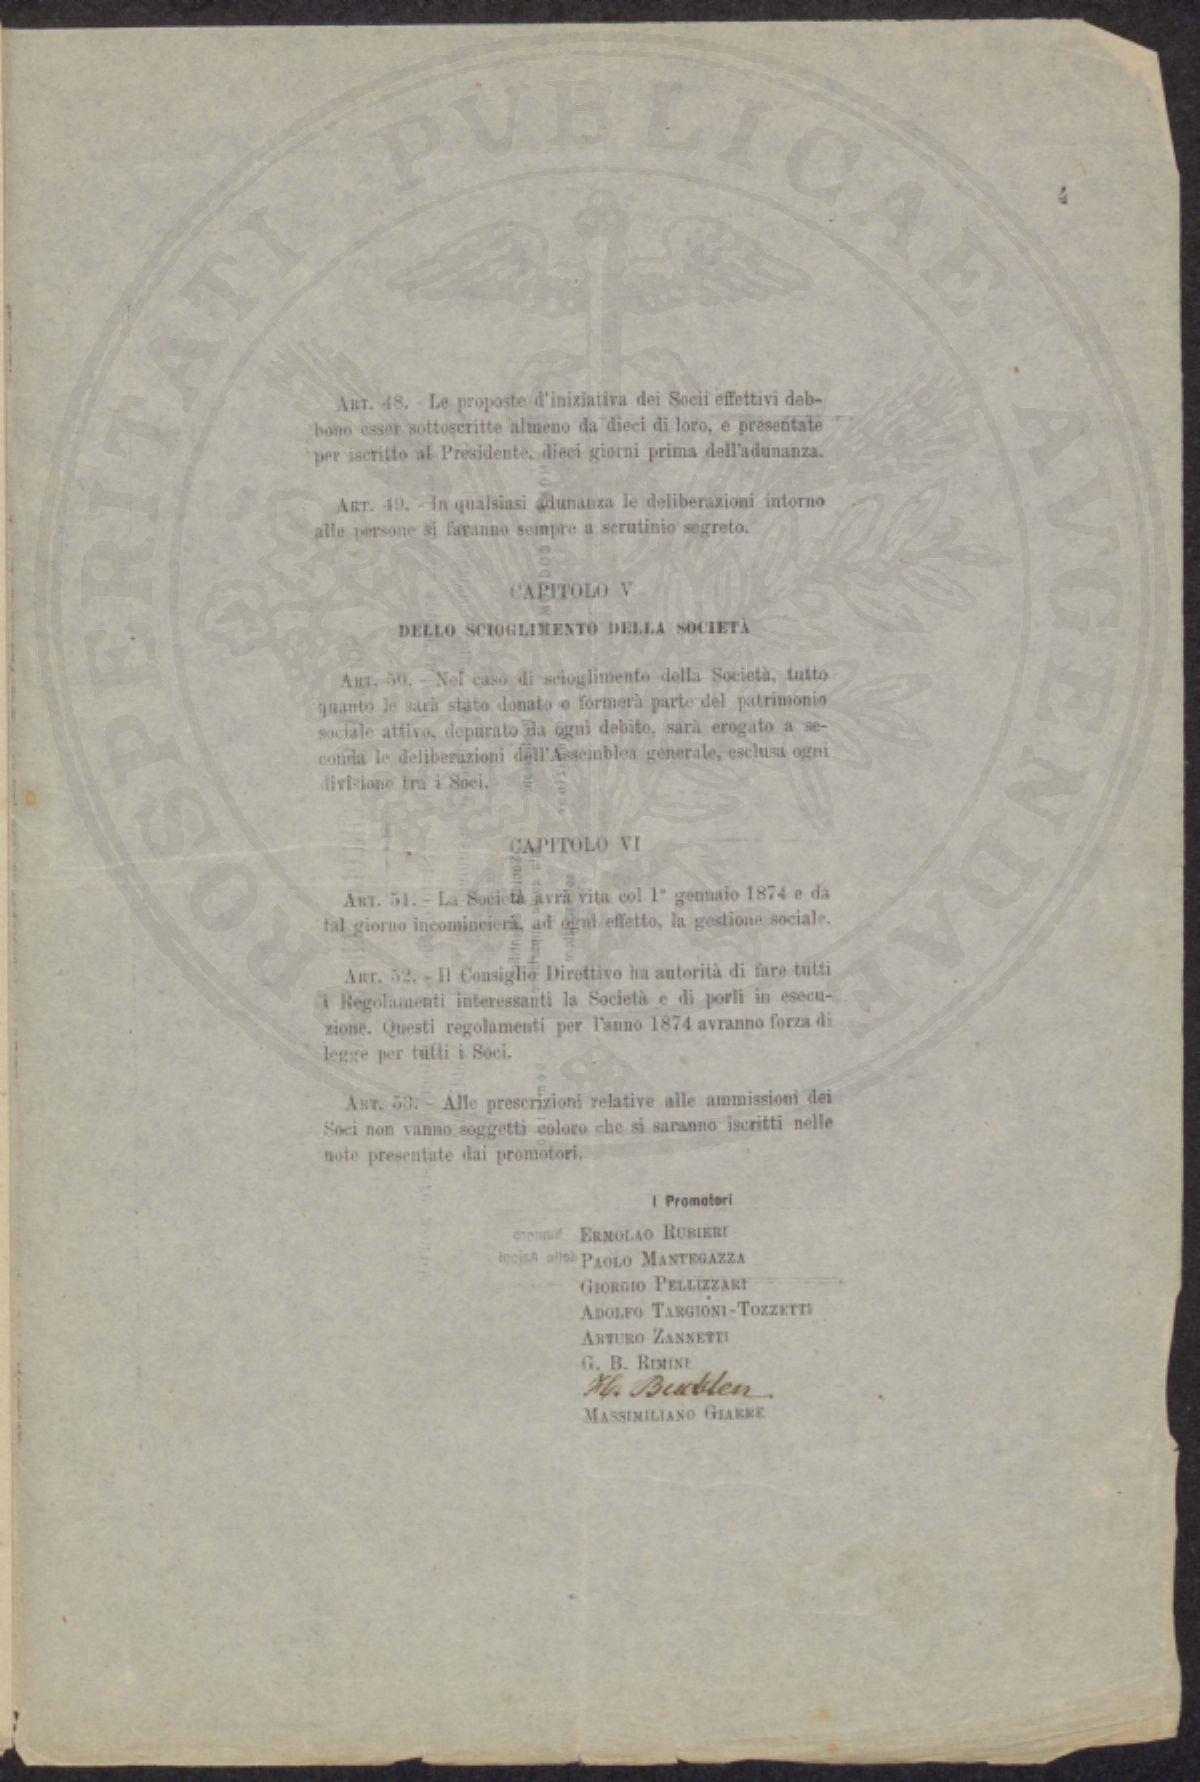 PROSPERITATI PVBLICAE AVGENDAE
4
ART. 48. - Le proposte d'iniziativa dei Socii effettivi deb-
bono esser sottoscritte almeno da dieci di loro, e presentate
per iscritto al Presidente, dieci giorni prima dell'adunanza.
ART. 49. - In qualsiasi adunanza le deliberazioni intorno
alle persone si faranno sempre a scrutinio segreto.
CAPITOLO V
DELLO SCIOGLIMENTO DELLA SOCIETÀ
ART. 50. - Nel caso di scioglimento della Società, tutto
quanto le sarà stato donato o formerà parte del patrimonio
sociale attivo, depurato da ogni debito, sarà erogato a se-
conda le deliberazioni dell'Assemblea generale, esclusa ogni
divisione tra i Soci.
CAPITOLO VI
ART. 51. - La Società avrà vita col 1° gennaio 1874 e da
tal giorno incomincierà, ad ogni effetto, la gestione sociale.
ART. 52. - Il Consiglio Direttivo ha autorità di fare tutti
i Regolamenti interessanti la Società e di porli in esecu-
zione. Questi regolamenti per l'anno 1874 avranno forza di
legge per tutti i Soci.
ART. 53. - Alle prescrizioni relative alle ammissioni dei
Soci non vanno soggetti coloro che si saranno iscritti nelle
note presentate dai promotori.
I Promotori
ERMOLAO RUBIERI
PAOLO MANTEGAZZA
GIORGIO PELLIZZARI
ADOLFO TARGIONI-TOZZETTI
ARTURO ZANNETTI
G. B. RIMINI
H. Budden
MASSIMILIANO GIARRE